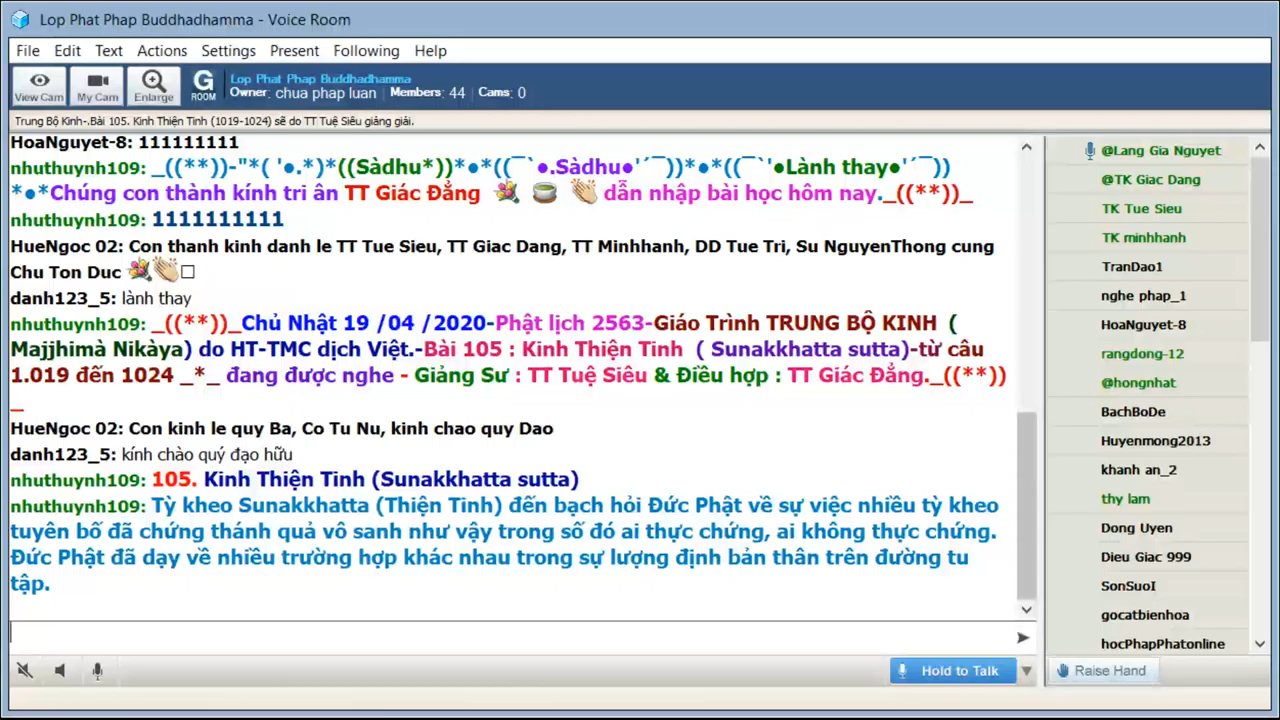 Lop Phat Phap Buddhadhamma - Voice Room
File Edit Text Actions Settings Present Following Help
View Cam My Cam Enlarge G ROOM
Lop Phat Phap Buddhadhamma
Owner: chua phap luan Members: 44 Cams: 0
Trung Bộ Kinh-.Bài 105. Kinh Thiện Tinh (1019-1024) sẽ do TT Tuệ Siêu giảng giải.
HoaNguyet-8: 111111111
nhuthuynh109: _((**))-"*( '●.*)*((Sàdhu*))*●*((¯`●.Sàdhu●'´¯))*●*((¯`'●Lành thay●'´¯))
*●*Chúng con thành kính tri ân TT Giác Đẳng 💐 🍵 👏 dẫn nhập bài học hôm nay._((**))_
nhuthuynh109: 1111111111
HueNgoc 02: Con thanh kinh danh le TT Tue Sieu, TT Giac Dang, TT Minhhanh, DD Tue Tri, Su NguyenThong cung
Chu Ton Duc 💐👏□
danh123_5: lành thay
nhuthuynh109: _((**))_Chủ Nhật 19 /04 /2020-Phật lịch 2563-Giáo Trình TRUNG BỘ KINH (
Majjhimà Nikàya) do HT-TMC dịch Việt.-Bài 105 : Kinh Thiện Tinh ( Sunakkhatta sutta)-từ câu
1.019 đến 1024 _*_ đang được nghe - Giảng Sư : TT Tuệ Siêu & Điều hợp : TT Giác Đẳng._((**))
_
HueNgoc 02: Con kinh le quy Ba, Co Tu Nu, kinh chao quy Dao
danh123_5: kính chào quý đạo hữu
nhuthuynh109: 105. Kinh Thiện Tinh (Sunakkhatta sutta)
nhuthuynh109: Tỳ kheo Sunakkhatta (Thiện Tinh) đến bạch hỏi Đức Phật về sự việc nhiều tỳ kheo
tuyên bố đã chứng thánh quả vô sanh như vậy trong số đó ai thực chứng, ai không thực chứng.
Đức Phật đã dạy về nhiều trường hợp khác nhau trong sự lượng định bản thân trên đường tu
tập.
@Lang Gia Nguyet
@TK Giac Dang
TK Tue Sieu
TK minhhanh
TranDao1
nghe phap_1
HoaNguyet-8
rangdong-12
@hongnhat
BachBoDe
Huyenmong2013
khanh an_2
thy lam
Dong Uyen
Dieu Giac 999
SonSuoI
gocatbienhoa
hocPhapPhatonline
Hold to Talk
Raise Hand